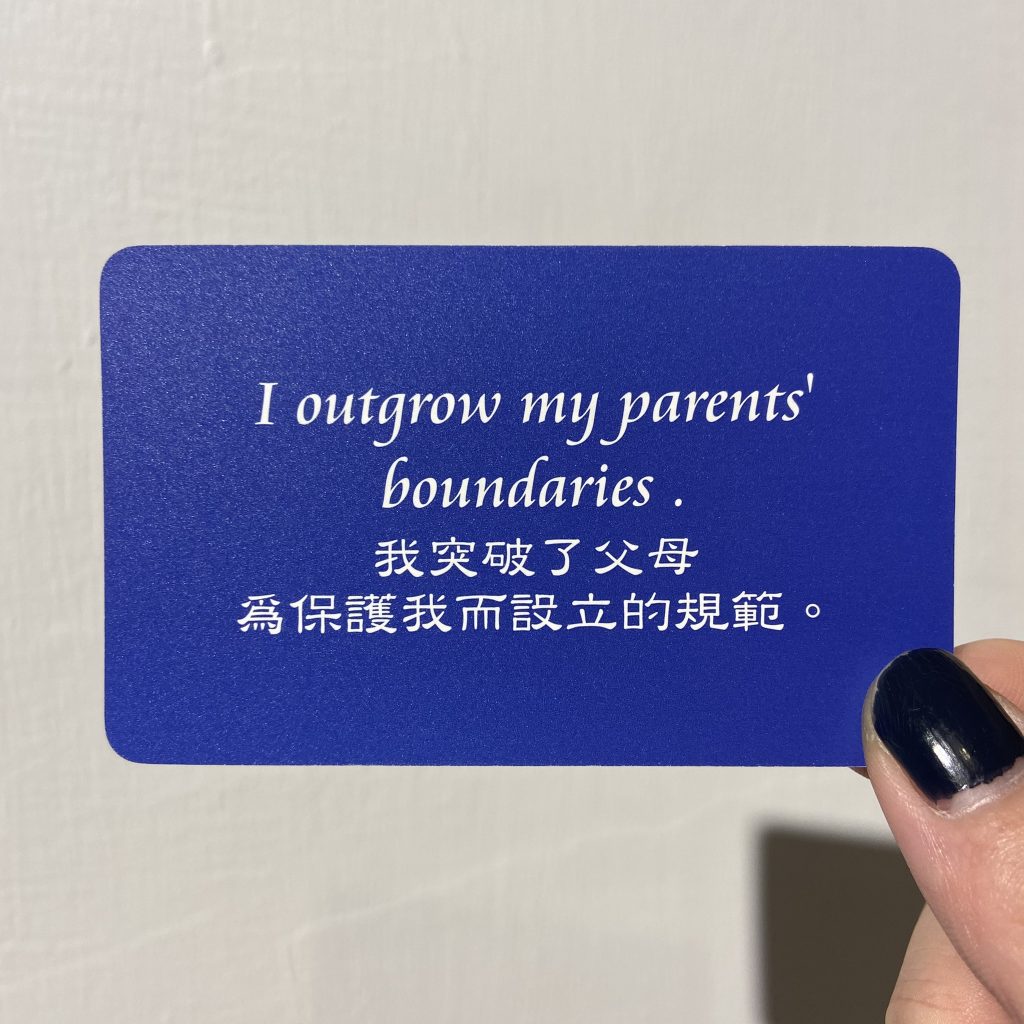 I outgrow my parents'
boundaries .
我突破了父母
為保護我而設立的規範。